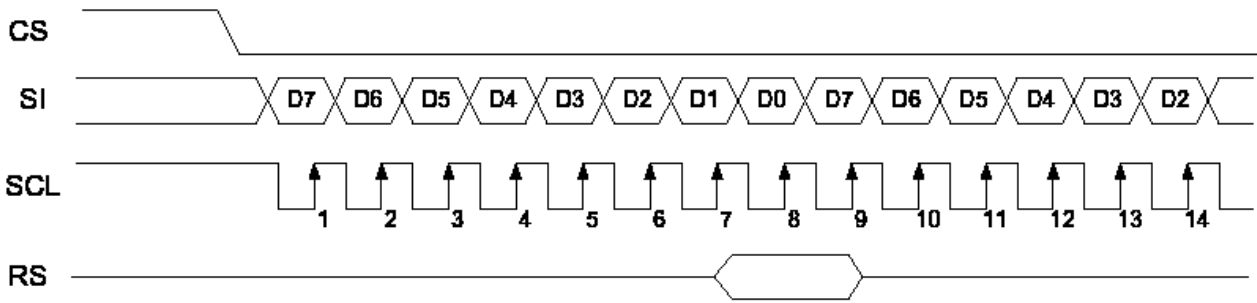 CS
SI D7 D6 D5 D4 D3 D2 D1 D0 D7 D6 D5 D4 D3 D2
SCL
1 2 3 4 5 6 7 8 9 10 11 12 13 14
RS